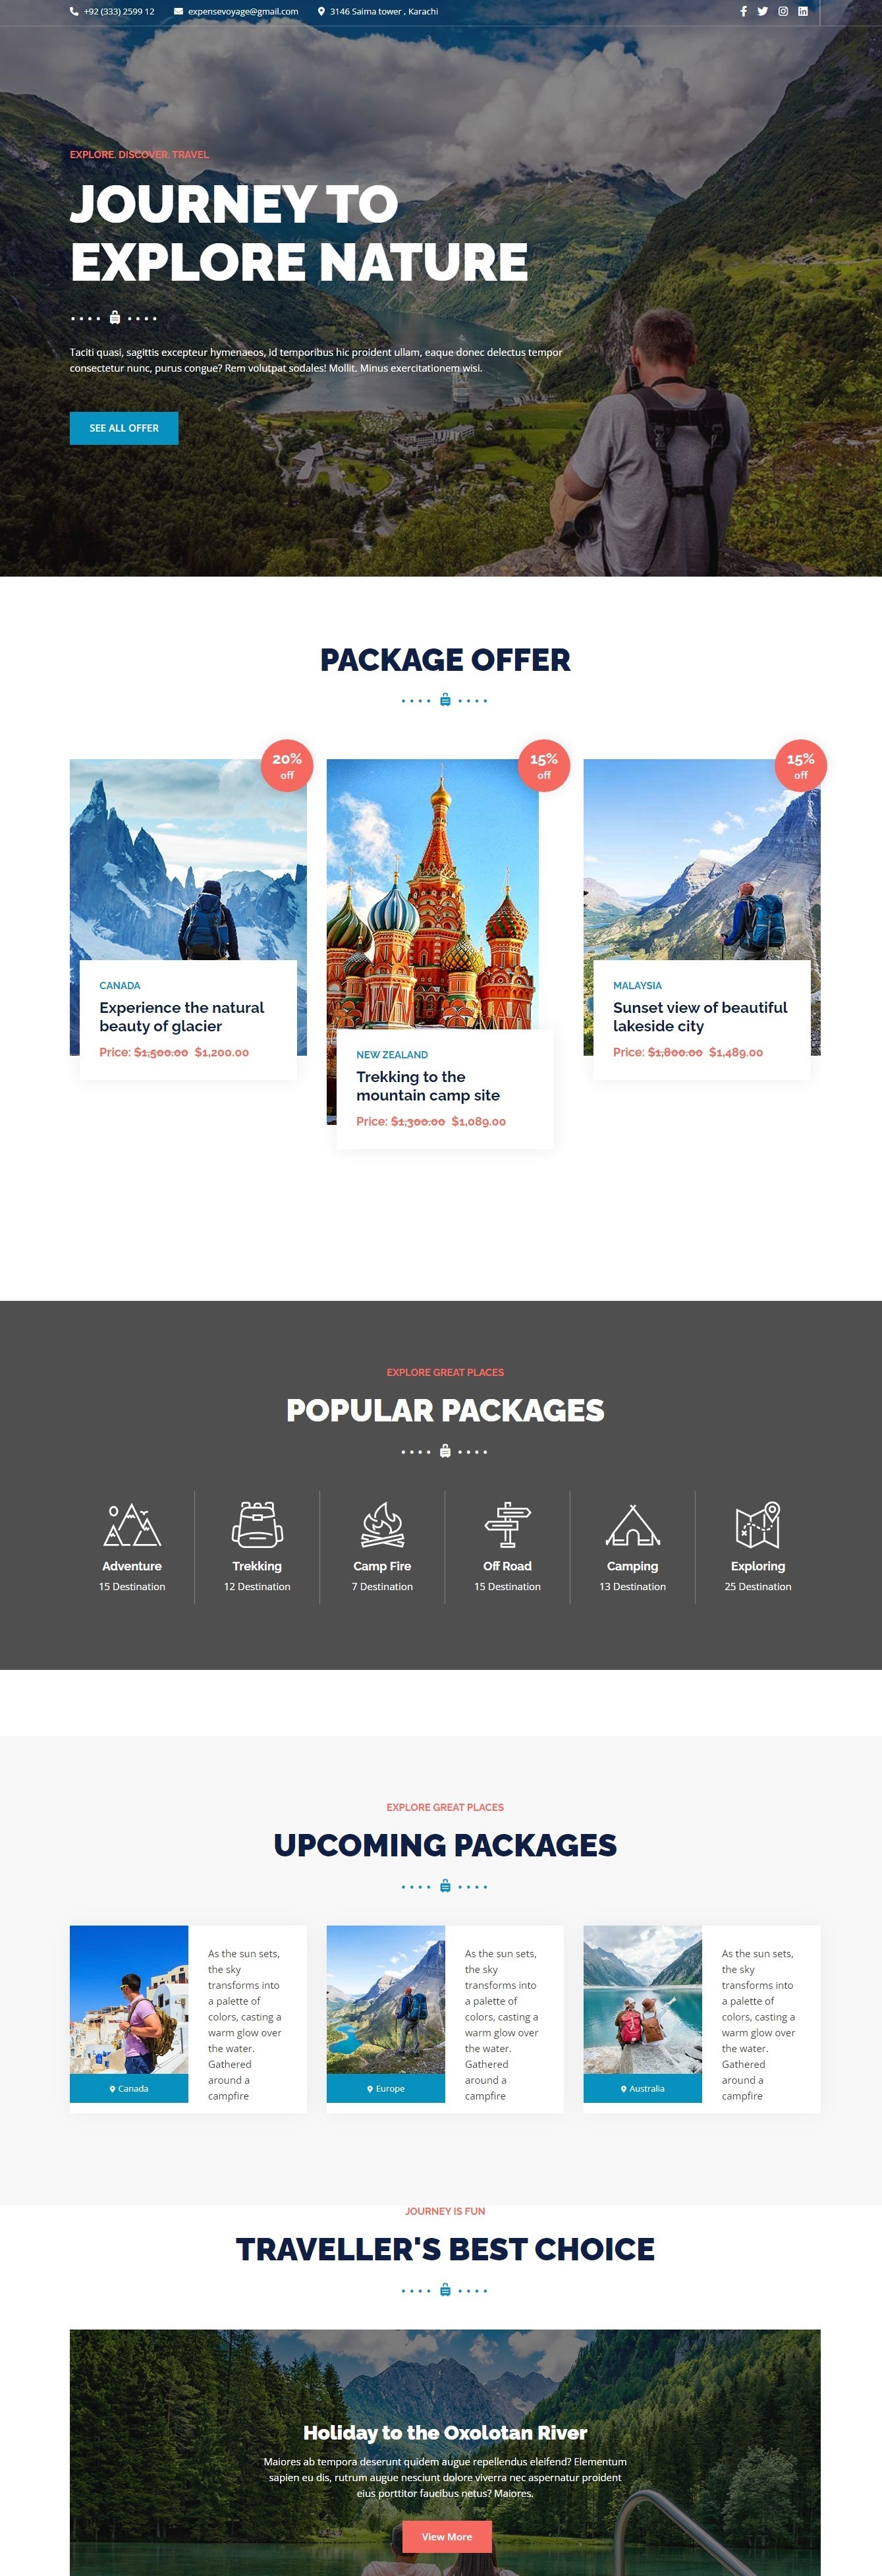 +92 (333) 2599 12 expensevoyage@gmail.com 3146 Saima tower , Karachi
EXPLORE. DISCOVER. TRAVEL
JOURNEY TO
EXPLORE NATURE
Taciti quasi, sagittis excepteur hymenaeos, id temporibus hic proident ullam, eaque donec delectus tempor
consectetur nunc, purus congue? Rem volutpat sodales! Mollit. Minus exercitationem wisi.
SEE ALL OFFER
PACKAGE OFFER
20%
off
CANADA
Experience the natural
beauty of glacier
Price: $1,500.00 $1,200.00
15%
off
NEW ZEALAND
Trekking to the
mountain camp site
Price: $1,300.00 $1,089.00
15%
off
MALAYSIA
Sunset view of beautiful
lakeside city
Price: $1,800.00 $1,489.00
EXPLORE GREAT PLACES
POPULAR PACKAGES
Adventure
15 Destination
Trekking
12 Destination
Camp Fire
7 Destination
Off Road
15 Destination
Camping
13 Destination
Exploring
25 Destination
EXPLORE GREAT PLACES
UPCOMING PACKAGES
Canada
As the sun sets,
the sky
transforms into
a palette of
colors, casting a
warm glow over
the water.
Gathered
around a
campfire
Europe
As the sun sets,
the sky
transforms into
a palette of
colors, casting a
warm glow over
the water.
Gathered
around a
campfire
Australia
As the sun sets,
the sky
transforms into
a palette of
colors, casting a
warm glow over
the water.
Gathered
around a
campfire
JOURNEY IS FUN
TRAVELLER'S BEST CHOICE
Holiday to the Oxolotan River
Maiores ab tempora deserunt quidem augue repellendus eleifend? Elementum
sapien eu dis, rutrum augue nesciunt dolore viverra nec aspernatur proident
eius porttitor faucibus netus? Maiores.
View More